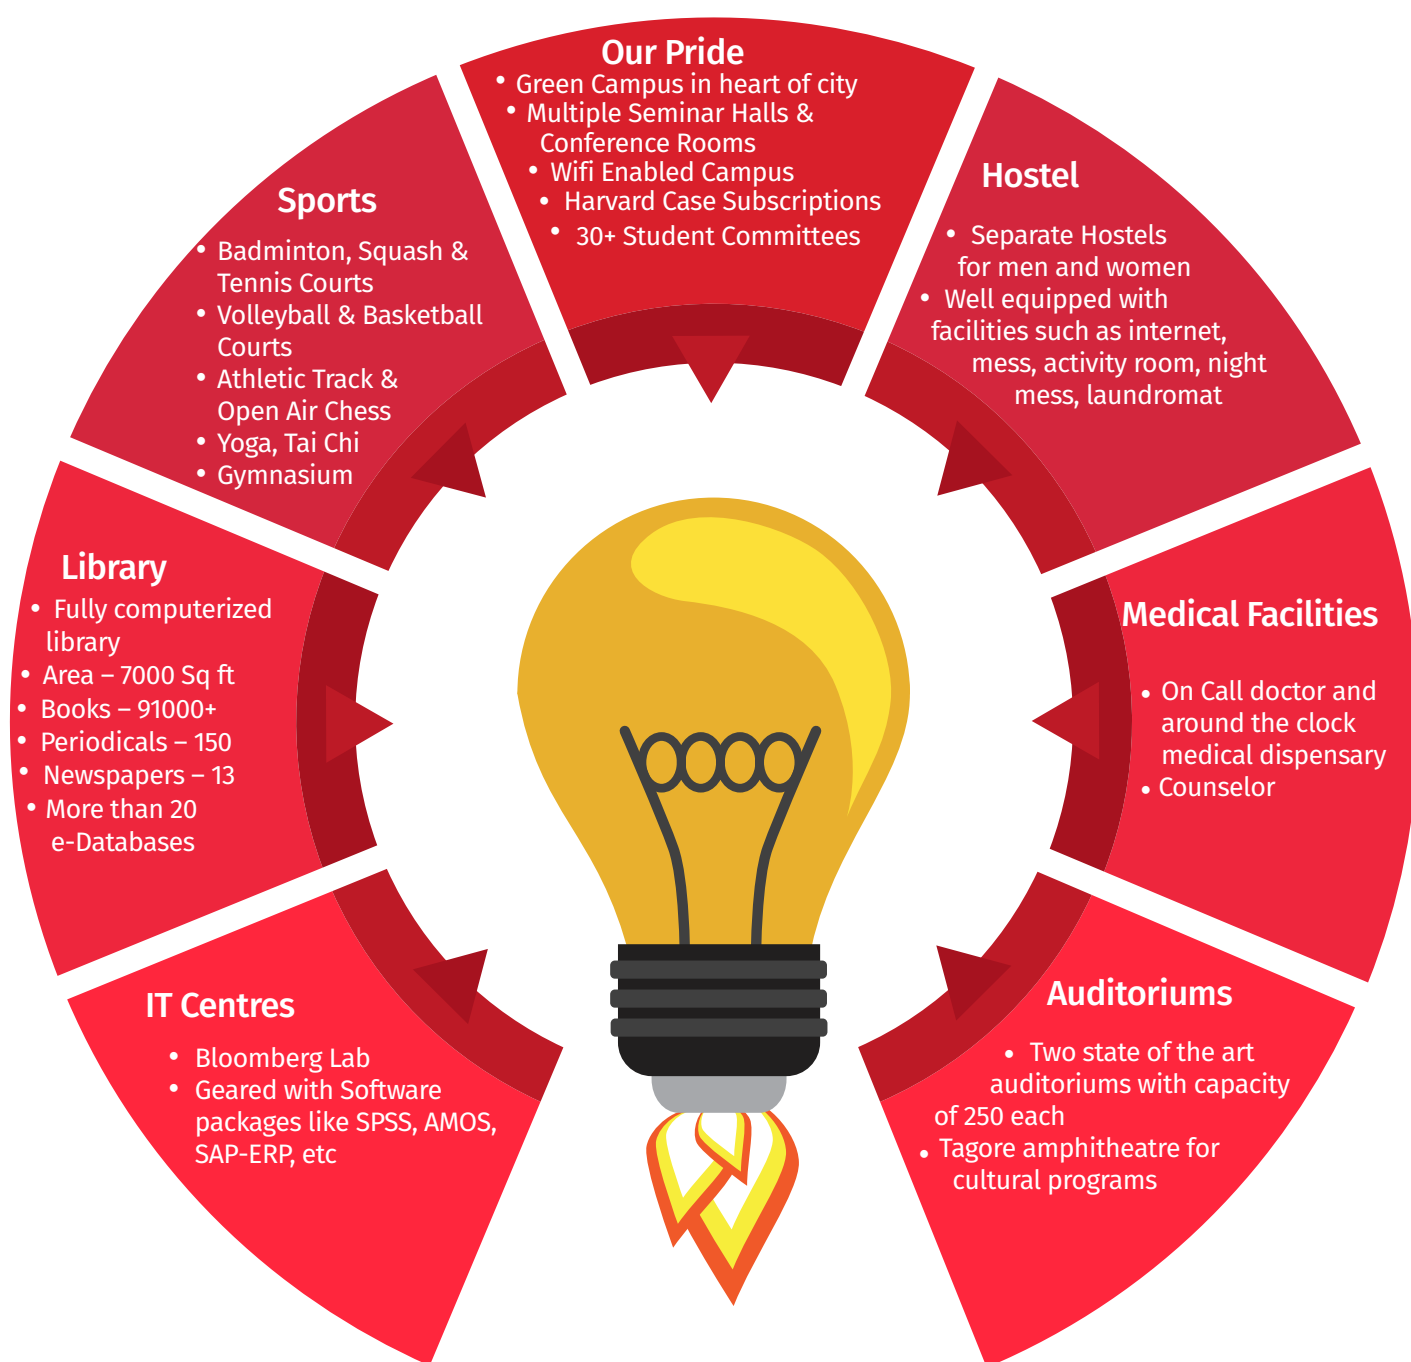 Our Pride
• Green Campus in heart of city
• Multiple Seminar Halls &
Conference Rooms
• Wifi Enabled Campus
• Harvard Case Subscriptions
• 30+ Student Committees
Sports
• Badminton, Squash &
Tennis Courts
• Volleyball & Basketball
Courts
• Athletic Track &
Open Air Chess
• Yoga, Tai Chi
• Gymnasium
Hostel
• Separate Hostels
for men and women
• Well equipped with
facilities such as internet,
mess, activity room, night
mess, laundromat
Library
• Fully computerized
library
• Area – 7000 Sq ft
• Books – 91000+
• Periodicals – 150
• Newspapers – 13
• More than 20
e-Databases
Medical Facilities
• On Call doctor and
around the clock
medical dispensary
• Counselor
IT Centres
• Bloomberg Lab
• Geared with Software
packages like SPSS, AMOS,
SAP-ERP, etc
Auditoriums
• Two state of the art
auditoriums with capacity
of 250 each
• Tagore amphitheatre for
cultural programs